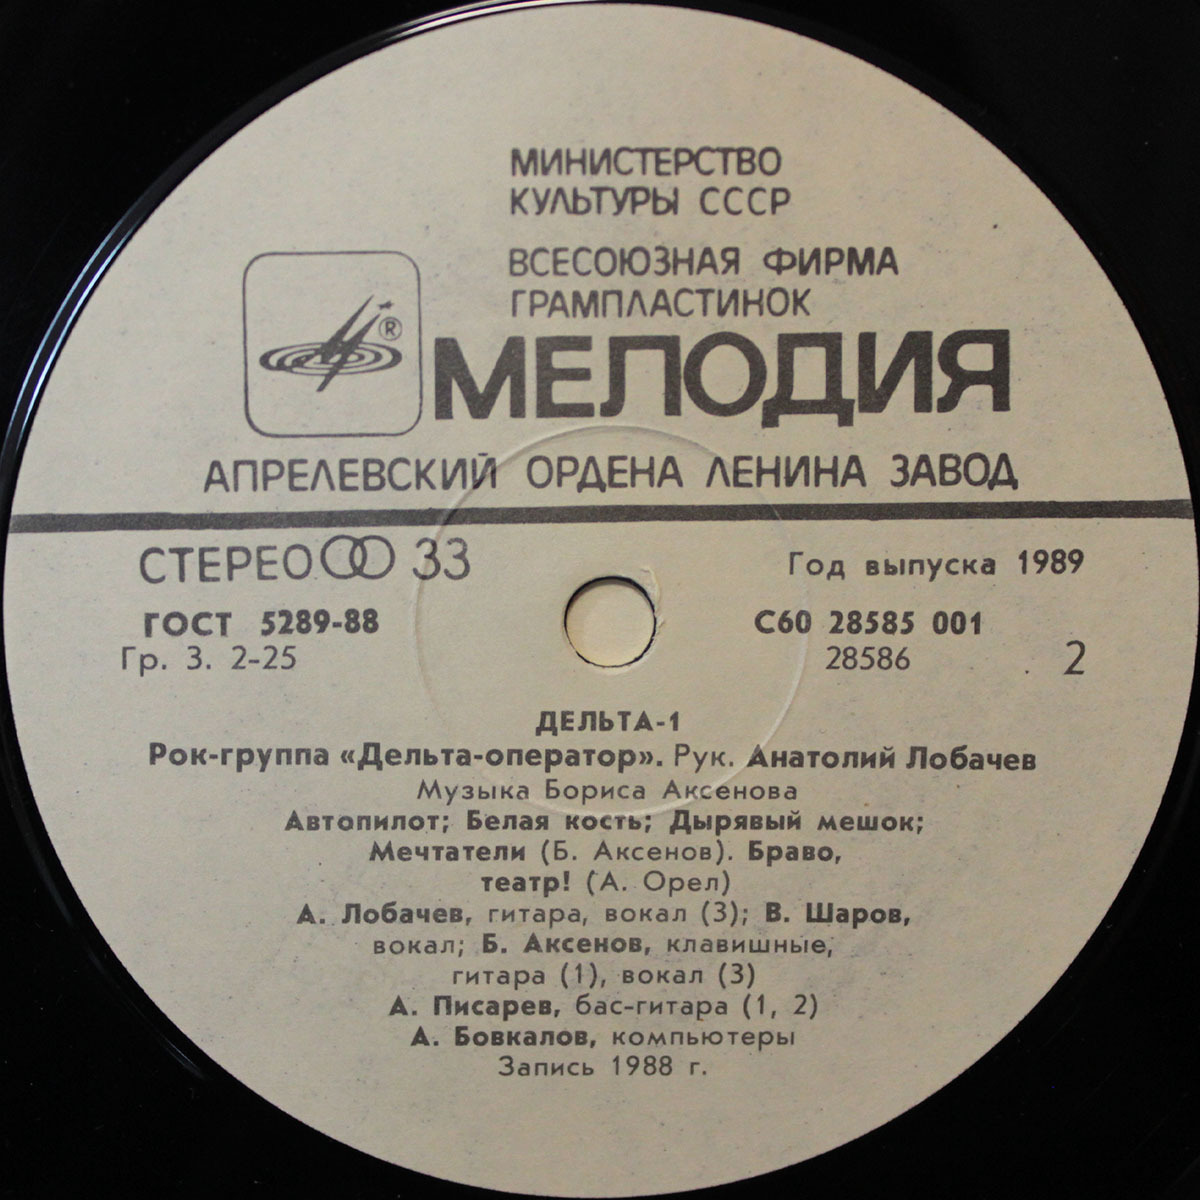 МИНИСТЕРСТВО
КУЛЬТУРЫ СССР
ВСЕСОЮЗНАЯ ФИРМА
ГРАМПЛАСТИНОК
®
МЕЛОДИЯ
АПРЕЛЕВСКИЙ ОРДЕНА ЛЕНИНА ЗАВОД
СТЕРЕО 33
Год выпуска 1989
ГОСТ 5289-88
С60 28585 001
Гр. 3. 2-25
28586
2
ДЕЛЬТА-1
Рок-группа «Дельта-оператор». Рук. Анатолий Лобачев
Музыка Бориса Аксенова
Автопилот; Белая кость; Дырявый мешок;
Мечтатели (Б. Аксенов). Браво,
театр! (А. Орел)
А. Лобачев, гитара, вокал (3); В. Шаров,
вокал; Б. Аксенов, клавишные,
гитара (1), вокал (3)
А. Писарев, бас-гитара (1, 2)
А. Бовкалов, компьютеры
Запись 1988 г.